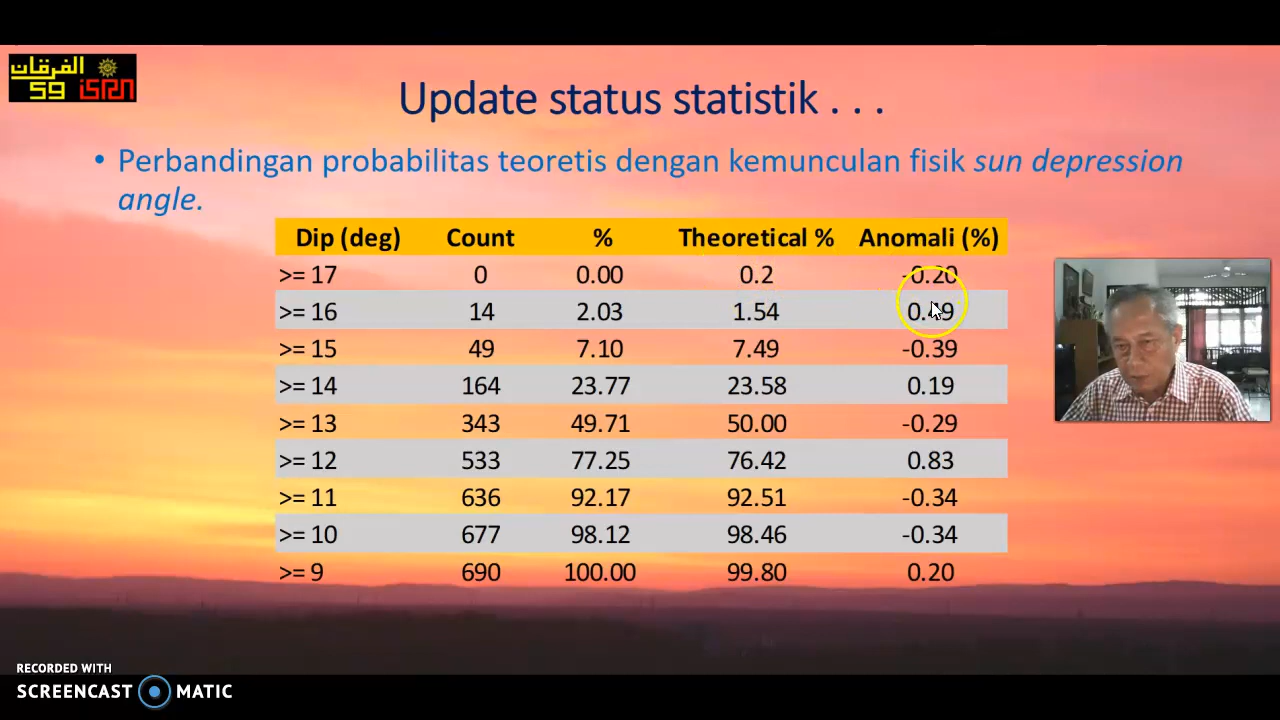 الفرقان
59 isrn
Update status statistik . . .
• Perbandingan probabilitas teoretis dengan kemunculan fisik sun depression
angle.
Dip (deg) Count % Theoretical % Anomali (%)
>= 17 0 0.00 0.2 -0.20
>= 16 14 2.03 1.54 0.49
>= 15 49 7.10 7.49 -0.39
>= 14 164 23.77 23.58 0.19
>= 13 343 49.71 50.00 -0.29
>= 12 533 77.25 76.42 0.83
>= 11 636 92.17 92.51 -0.34
>= 10 677 98.12 98.46 -0.34
>= 9 690 100.00 99.80 0.20
RECORDED WITH
SCREENCAST MATIC